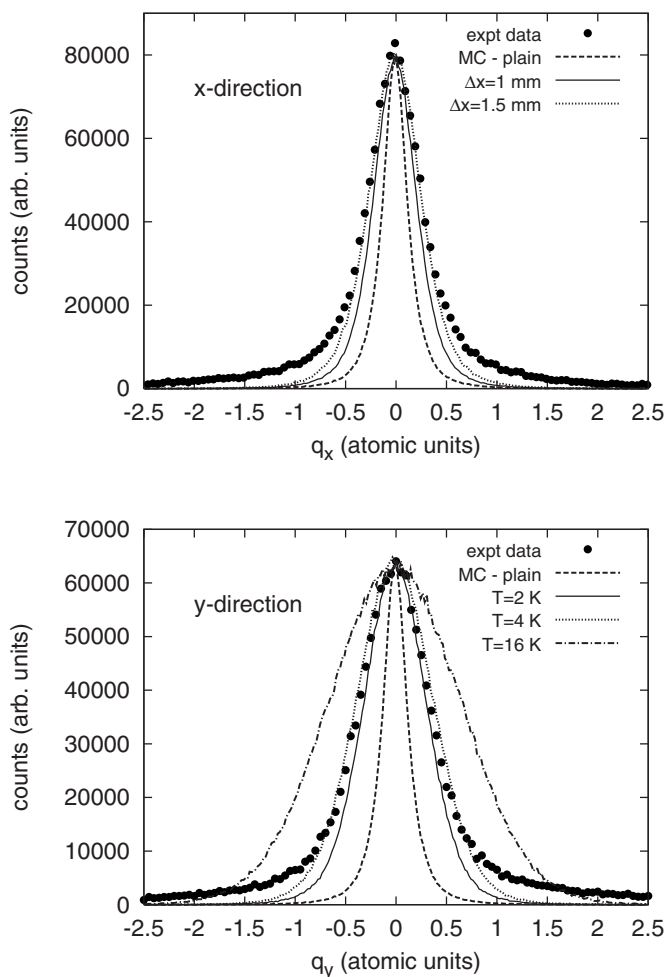 80000
60000
40000
20000
0
counts (arb. units)
x-direction
expt data
MC - plain
Δx=1 mm
Δx=1.5 mm
-2.5 -2 -1.5 -1 -0.5 0 0.5 1 1.5 2 2.5
q_x (atomic units)
70000
60000
50000
40000
30000
20000
10000
0
counts (arb. units)
y-direction
expt data
MC - plain
T=2 K
T=4 K
T=16 K
-2.5 -2 -1.5 -1 -0.5 0 0.5 1 1.5 2 2.5
q_y (atomic units)